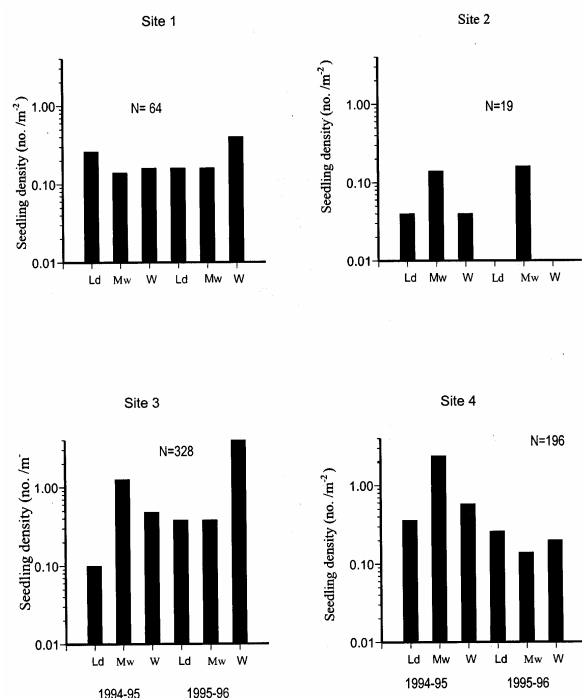 Site 1
Site 2
Seedling density (no. /m-2)
1.00
0.10
0.01
N= 64
Ld Mw W Ld Mw W
Seedling density (no. /m-2)
1.00
0.10
0.01
N=19
Ld Mw W Ld Mw W
Site 3
Site 4
Seedling density (no. /m-
1.00
0.10
0.01
N=328
Ld Mw W Ld Mw W
1994-95 1995-96
Seedling density (no. /m-2)
1.00
0.10
0.01
N=196
Ld Mw W Ld Mw W
1994-95 1995-96